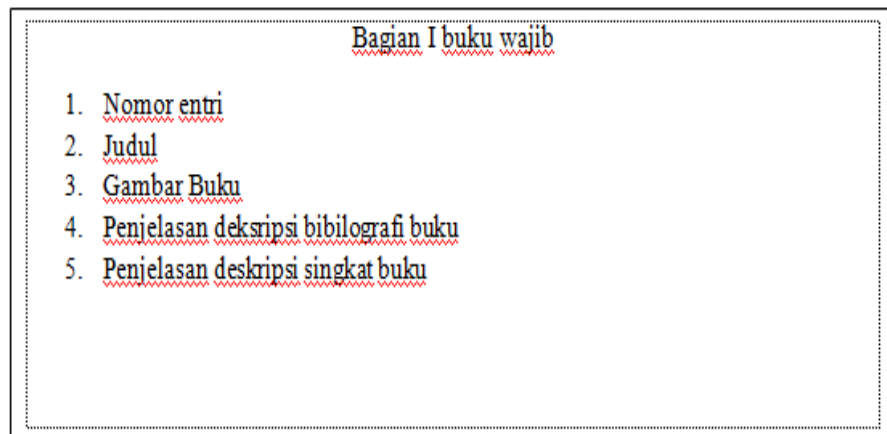 Bagian I buku wajib
1. Nomor entri
2. Judul
3. Gambar Buku
4. Penjelasan deksripsi bibilografi buku
5. Penjelasan deskripsi singkat buku